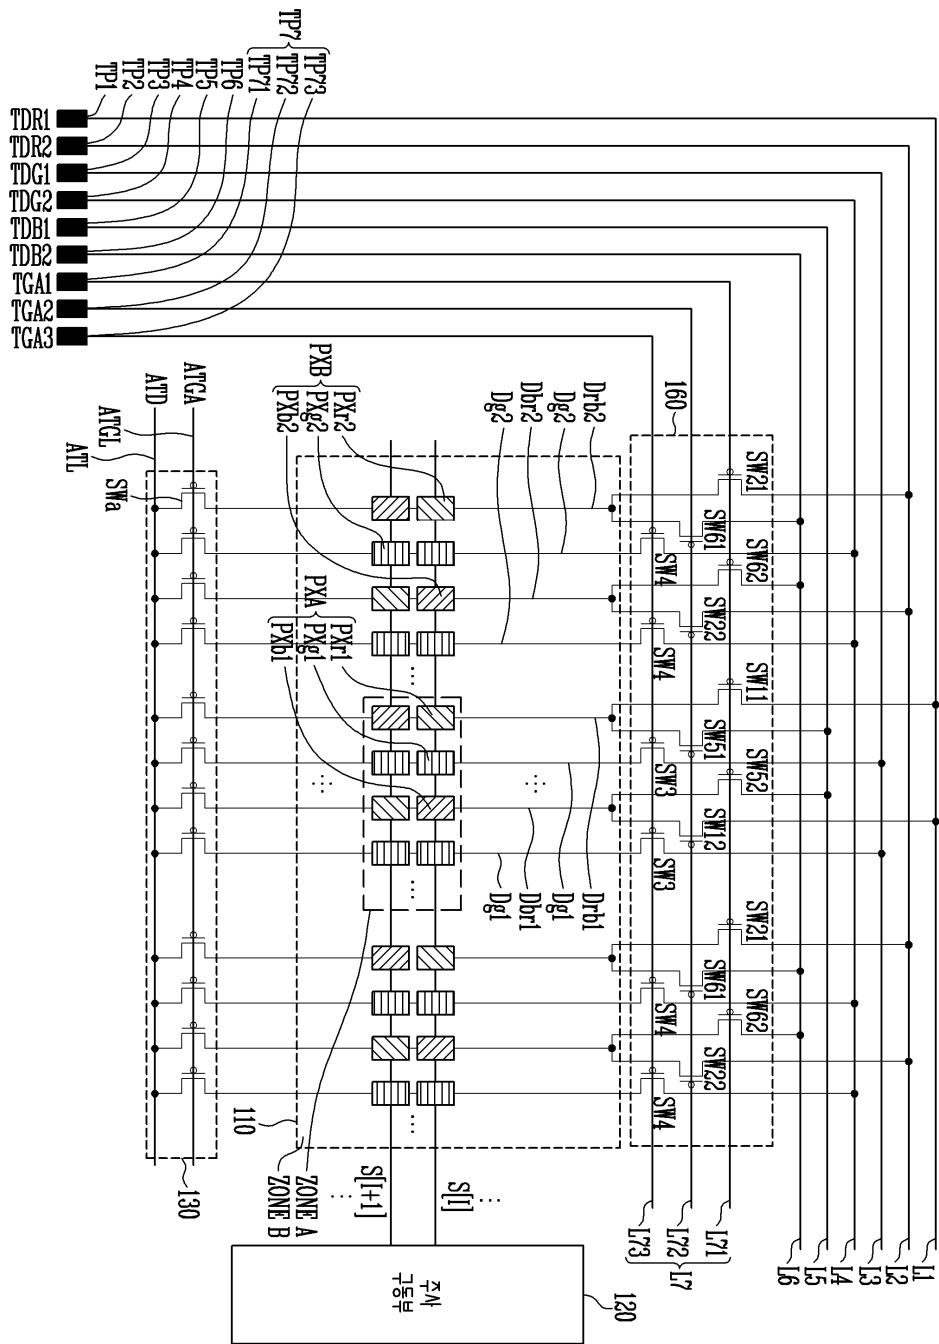 TP7
TP1 TP2 TP3 TP4 TP5 TP6 TP71 TP72 TP73
TDR1
TDR2
TDG1
TDG2
TDB1
TDB2
TGA1
TGA2
TGA3
ATD ATGA
ATGL
ATL
SWa
PXB
PXb2 PXg2 PXr2
PXA
PXb1 PXg1 PXr1
Dg2 Dbr2 Dg2 Drb2
160
SW21
SW61
SW4
SW62
SW22
SW4
SW11
SW51
SW3
SW52
SW12
SW3
SW21
SW61
SW4
SW62
SW22
SW4
Dg1 Dbr1 Dg1 Drb1
110
130
ZONE B
ZONE A
S[I+1]
S[I]
120
주사
구동부
L73 L72 L71
L7
L6 L5 L4 L3 L2 L1